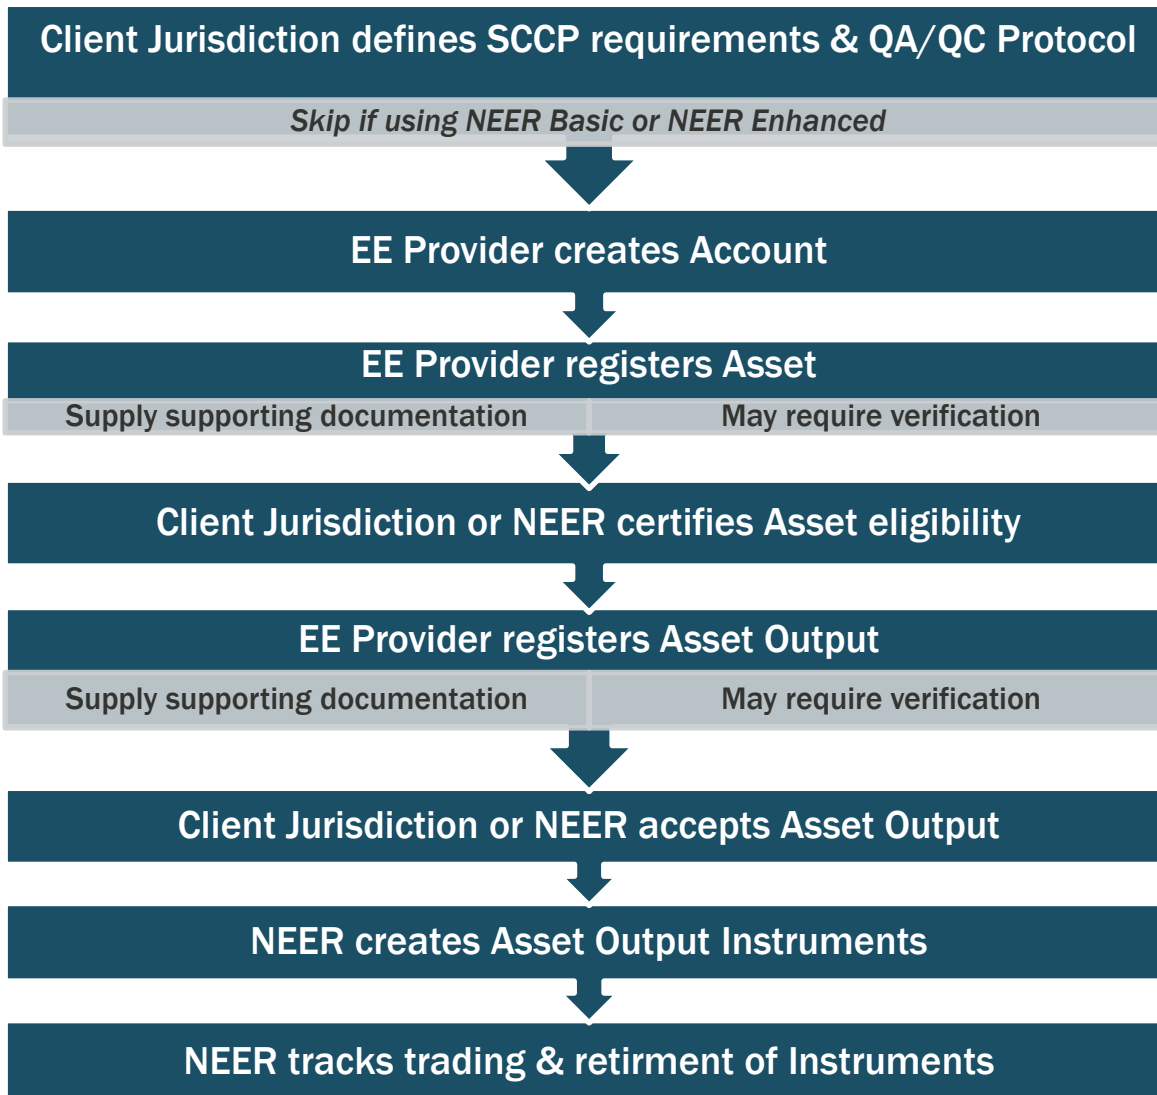 Client Jurisdiction defines SCCP requirements & QA/QC Protocol
Skip if using NEER Basic or NEER Enhanced
EE Provider creates Account
EE Provider registers Asset
Supply supporting documentation
May require verification
Client Jurisdiction or NEER certifies Asset eligibility
EE Provider registers Asset Output
Supply supporting documentation
May require verification
Client Jurisdiction or NEER accepts Asset Output
NEER creates Asset Output Instruments
NEER tracks trading & retirment of Instruments